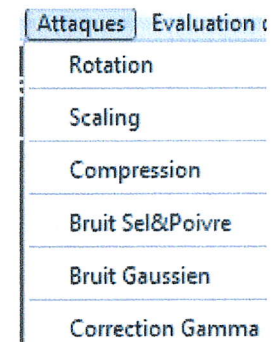 Attaques Evaluation
Rotation
Scaling
Compression
Bruit Sel&Poivre
Bruit Gaussien
Correction Gamma